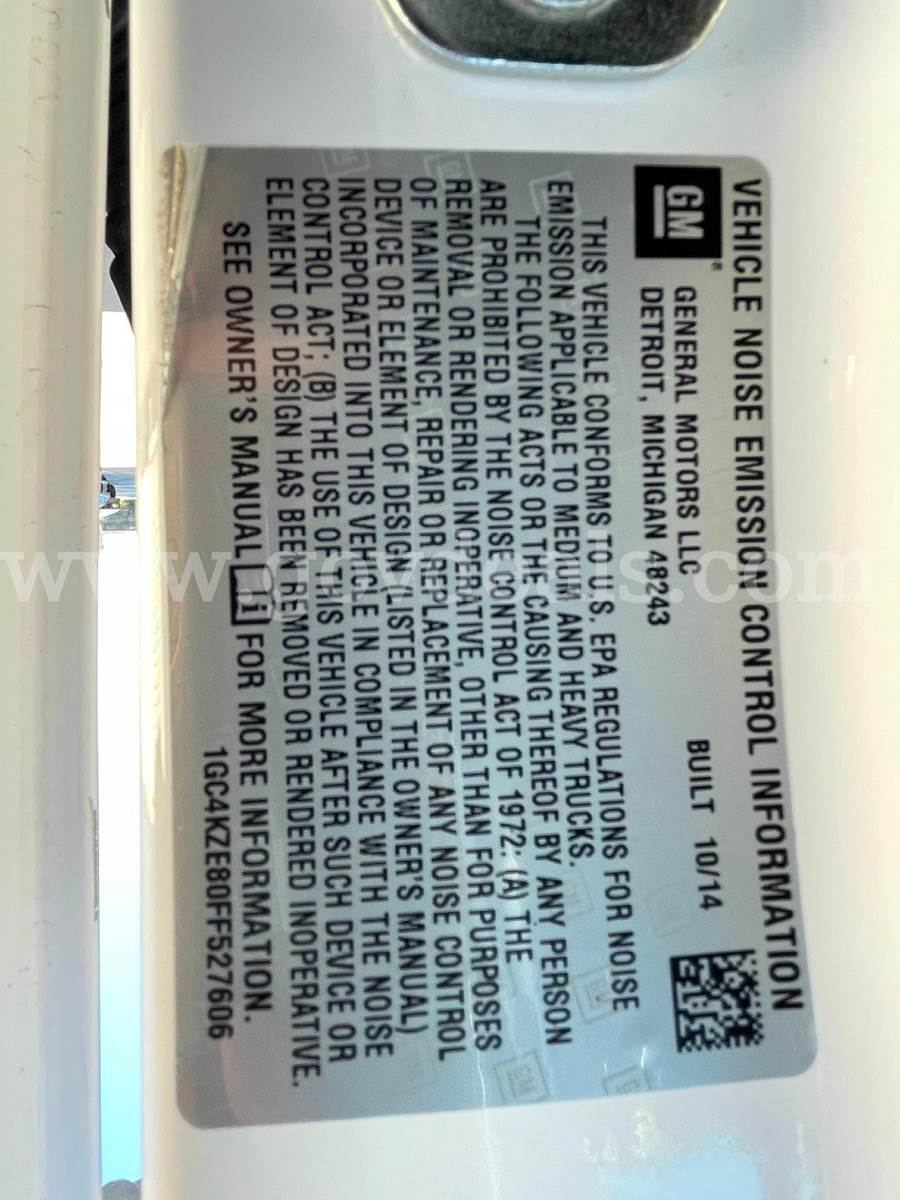 VEHICLE NOISE EMISSION CONTROL INFORMATION
GM®
GENERAL MOTORS LLC BUILT 10/14
DETROIT, MICHIGAN 48243
THIS VEHICLE CONFORMS TO U.S. EPA REGULATIONS FOR NOISE
EMISSION APPLICABLE TO MEDIUM AND HEAVY TRUCKS.
THE FOLLOWING ACTS OR THE CAUSING THEREOF BY ANY PERSON
ARE PROHIBITED BY THE NOISE CONTROL ACT OF 1972: (A) THE
REMOVAL OR RENDERING INOPERATIVE, OTHER THAN FOR PURPOSES
OF MAINTENANCE, REPAIR OR REPLACEMENT OF ANY NOISE CONTROL
DEVICE OR ELEMENT OF DESIGN (LISTED IN THE OWNER'S MANUAL)
INCORPORATED INTO THIS VEHICLE IN COMPLIANCE WITH THE NOISE
CONTROL ACT; (B) THE USE OF THIS VEHICLE AFTER SUCH DEVICE OR
ELEMENT OF DESIGN HAS BEEN REMOVED OR RENDERED INOPERATIVE.
SEE OWNER'S MANUAL i FOR MORE INFORMATION.
1GC4KZE80FF527606
www.govdeals.com